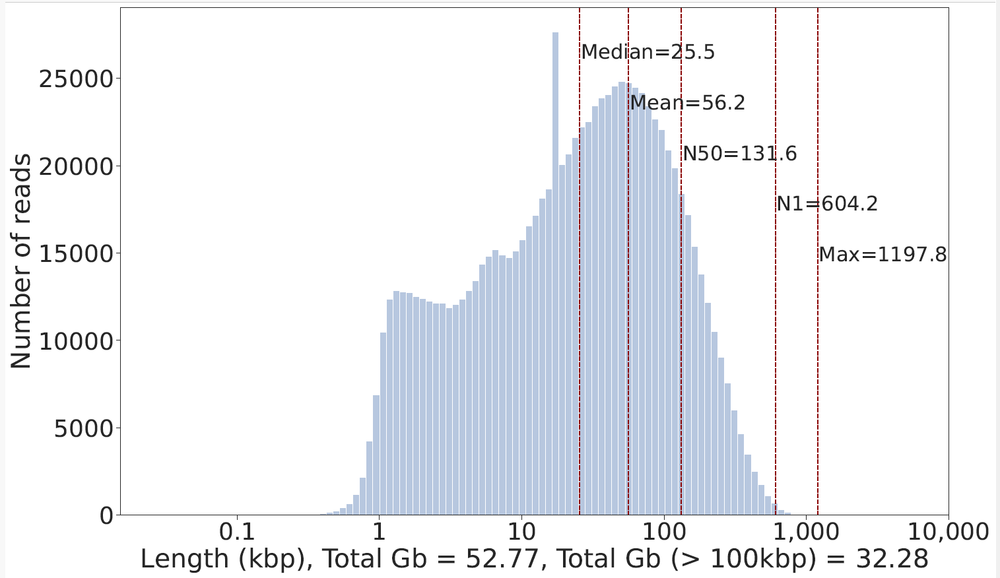 Median=25.5
25000
Mean=56.2
N50=131.6
20000
N1=604.2
Max=1197.8
15000
Number of reads
10000
5000
0
0.1 1 10 100 1,000 10,000
Length (kbp), Total Gb = 52.77, Total Gb (> 100kbp) = 32.28